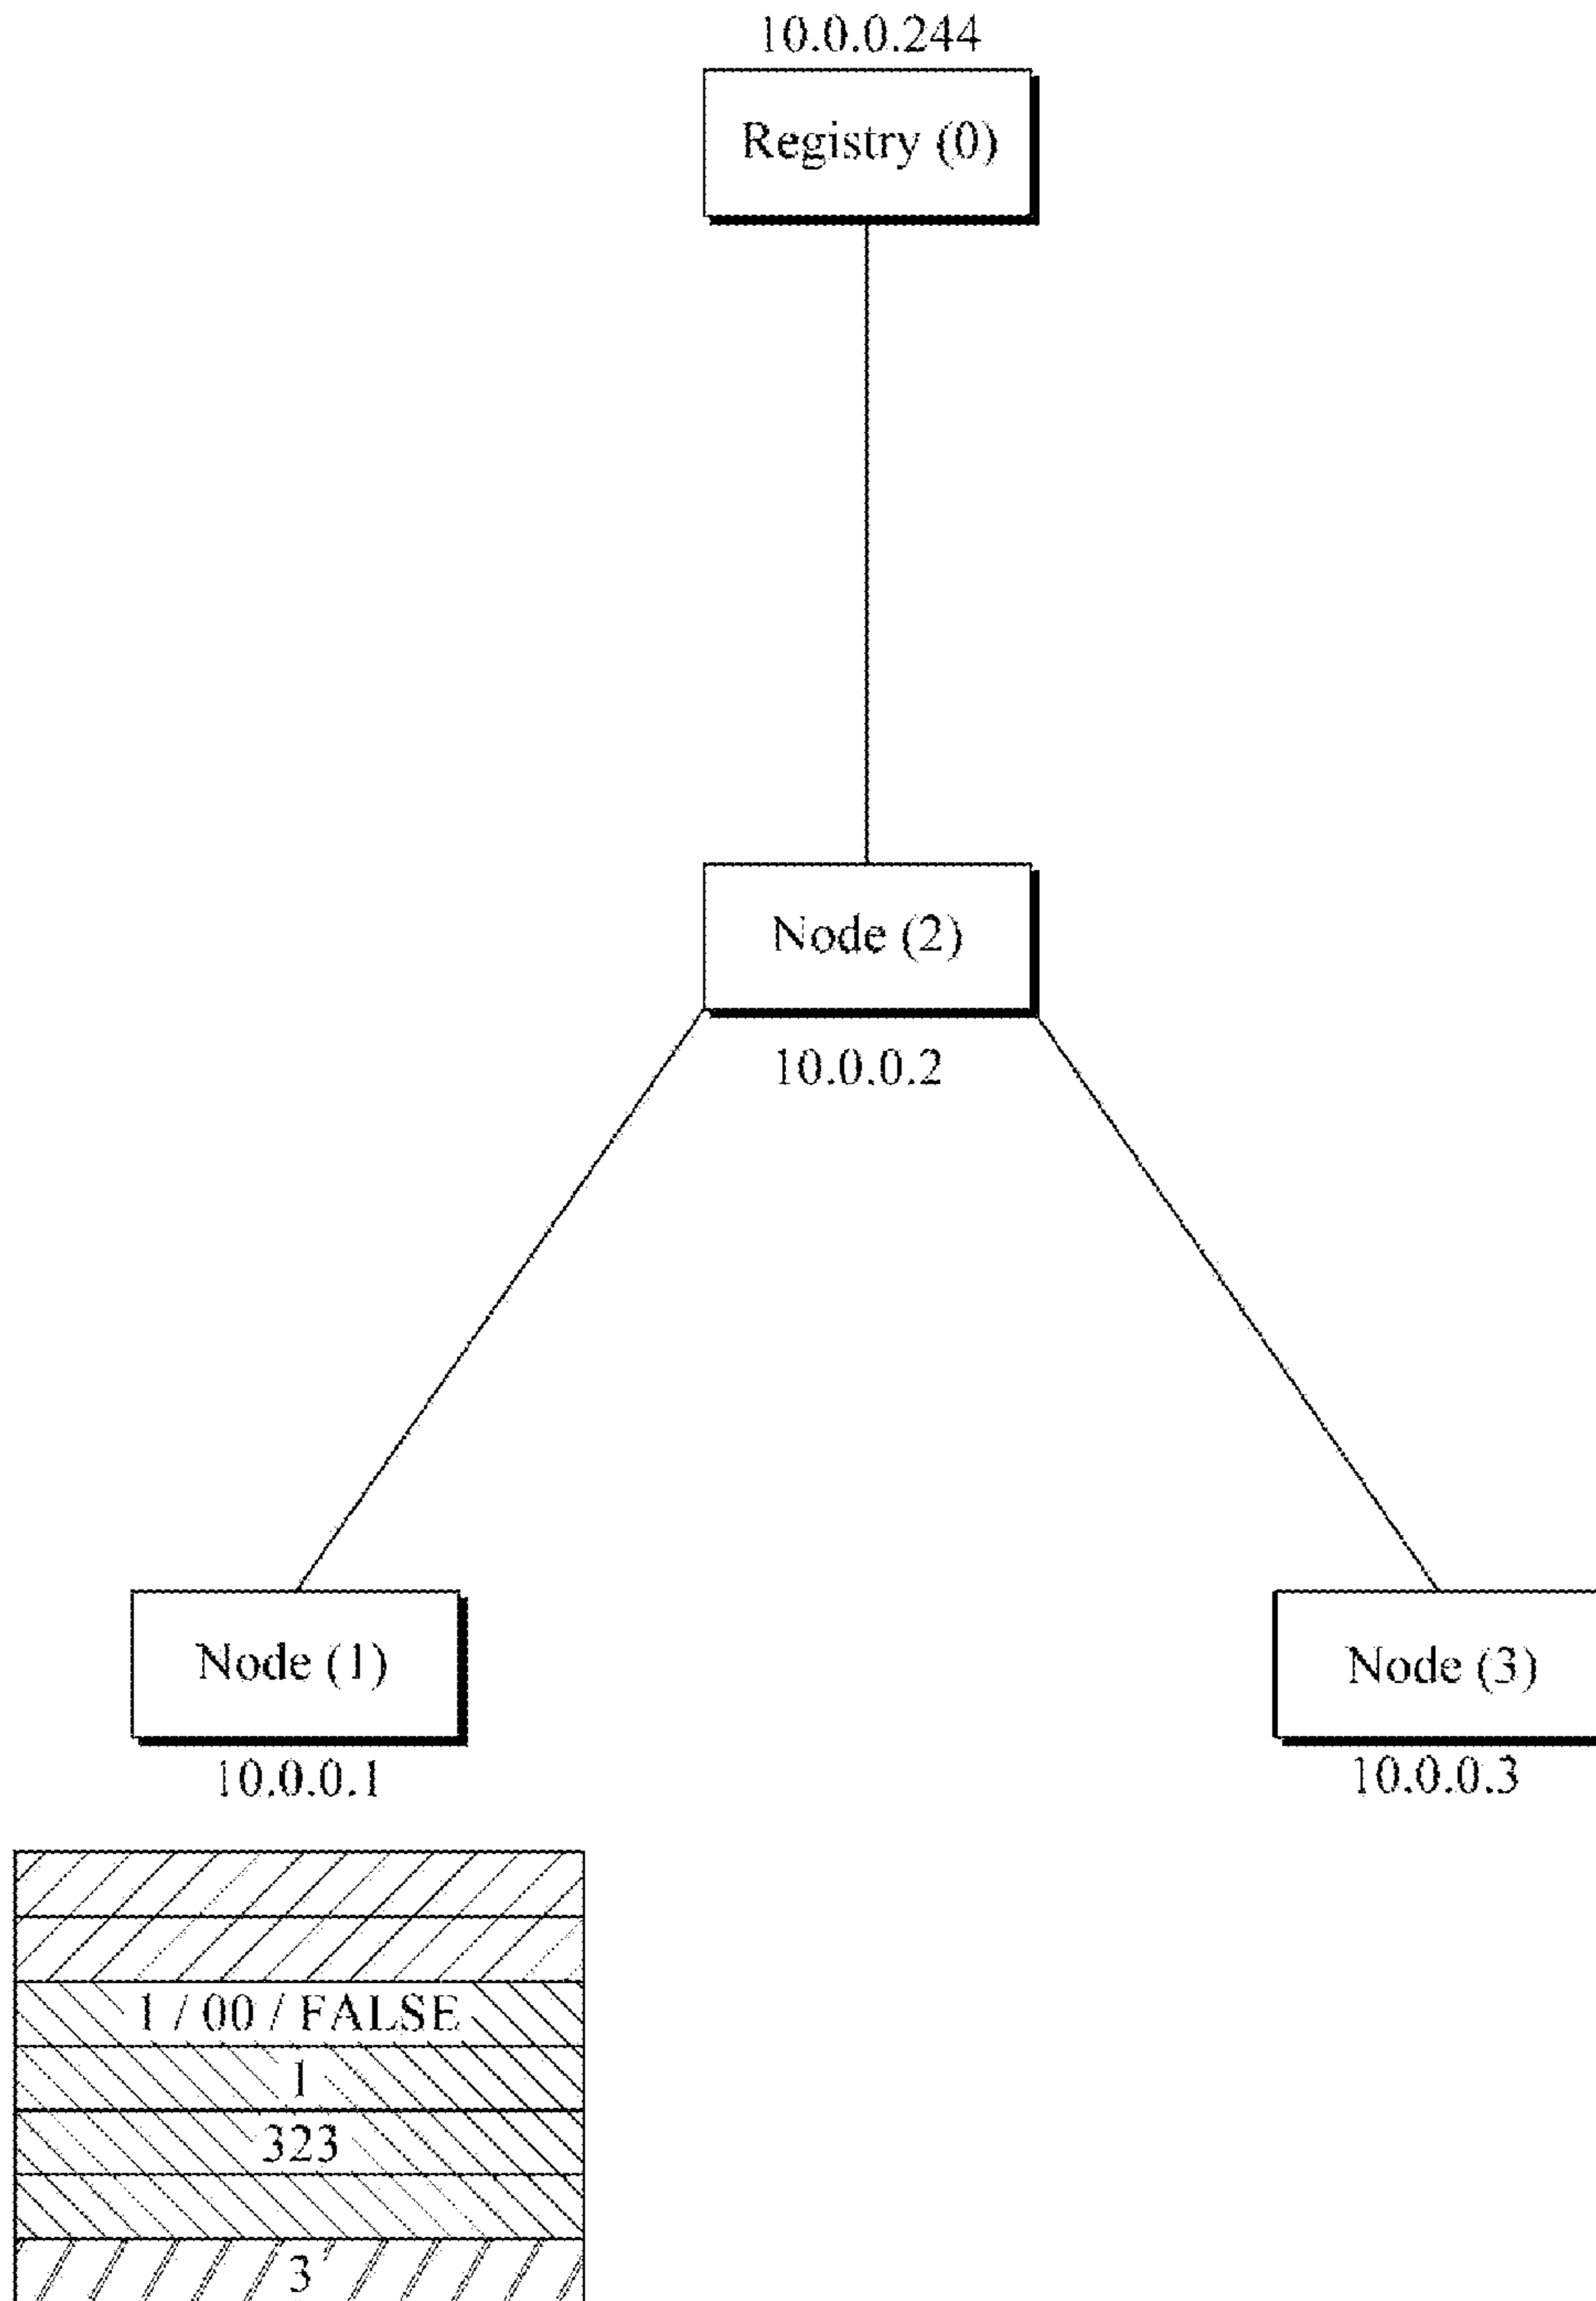 10.0.0.244
Registry (0)
Node (2)
10.0.0.2
Node (1)
Node (3)
10.0.0.1
10.0.0.3
1 / 00 / FALSE
1
323
3